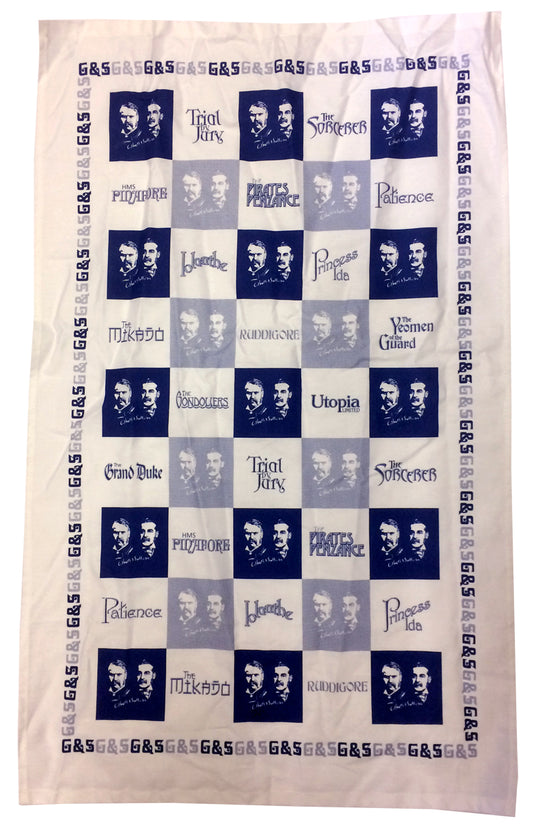 G&S G&S G&S G&S G&S G&S G&S G&S G&S G&S G&S G&S
Trial
by
Jury
The
Sorcerer
HMS
PINAFORE
The
PIRATES
of
PENZANCE
Patience
Iolanthe
Princess
Ida
The
Mikado
RUDDIGORE
The
Yeomen
of the
Guard
The
GONDOLIERS
Utopia
LIMITED
The
Grand Duke
Trial
by
Jury
The
Sorcerer
HMS
PINAFORE
The
PIRATES
of
PENZANCE
Patience
Iolanthe
Princess
Ida
The
Mikado
RUDDIGORE
G&S G&S G&S G&S G&S G&S G&S G&S G&S G&S G&S G&S